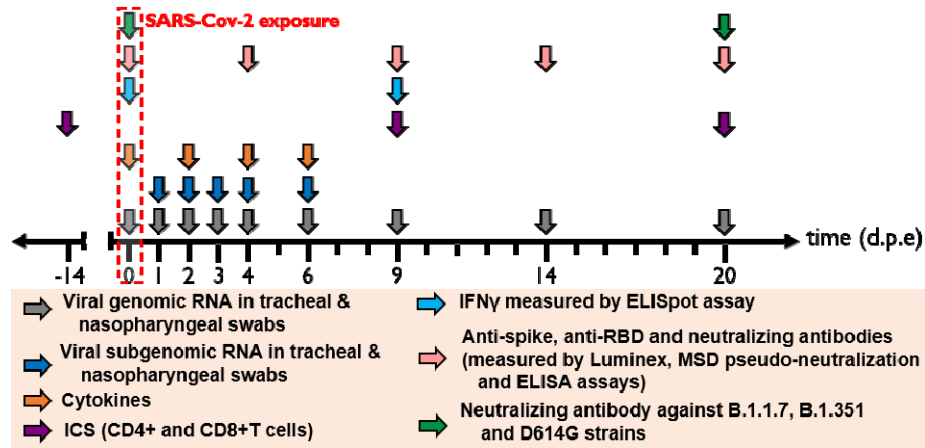 SARS-Cov-2 exposure
time (d.p.e)
-14 0 1 2 3 4 6 9 14 20
Viral genomic RNA in tracheal &
nasopharyngeal swabs
Viral subgenomic RNA in tracheal &
nasopharyngeal swabs
Cytokines
ICS (CD4+ and CD8+T cells)
IFNγ measured by ELISpot assay
Anti-spike, anti-RBD and neutralizing antibodies
(measured by Luminex, MSD pseudo-neutralization
and ELISA assays)
Neutralizing antibody against B.1.1.7, B.1.351
and D614G strains